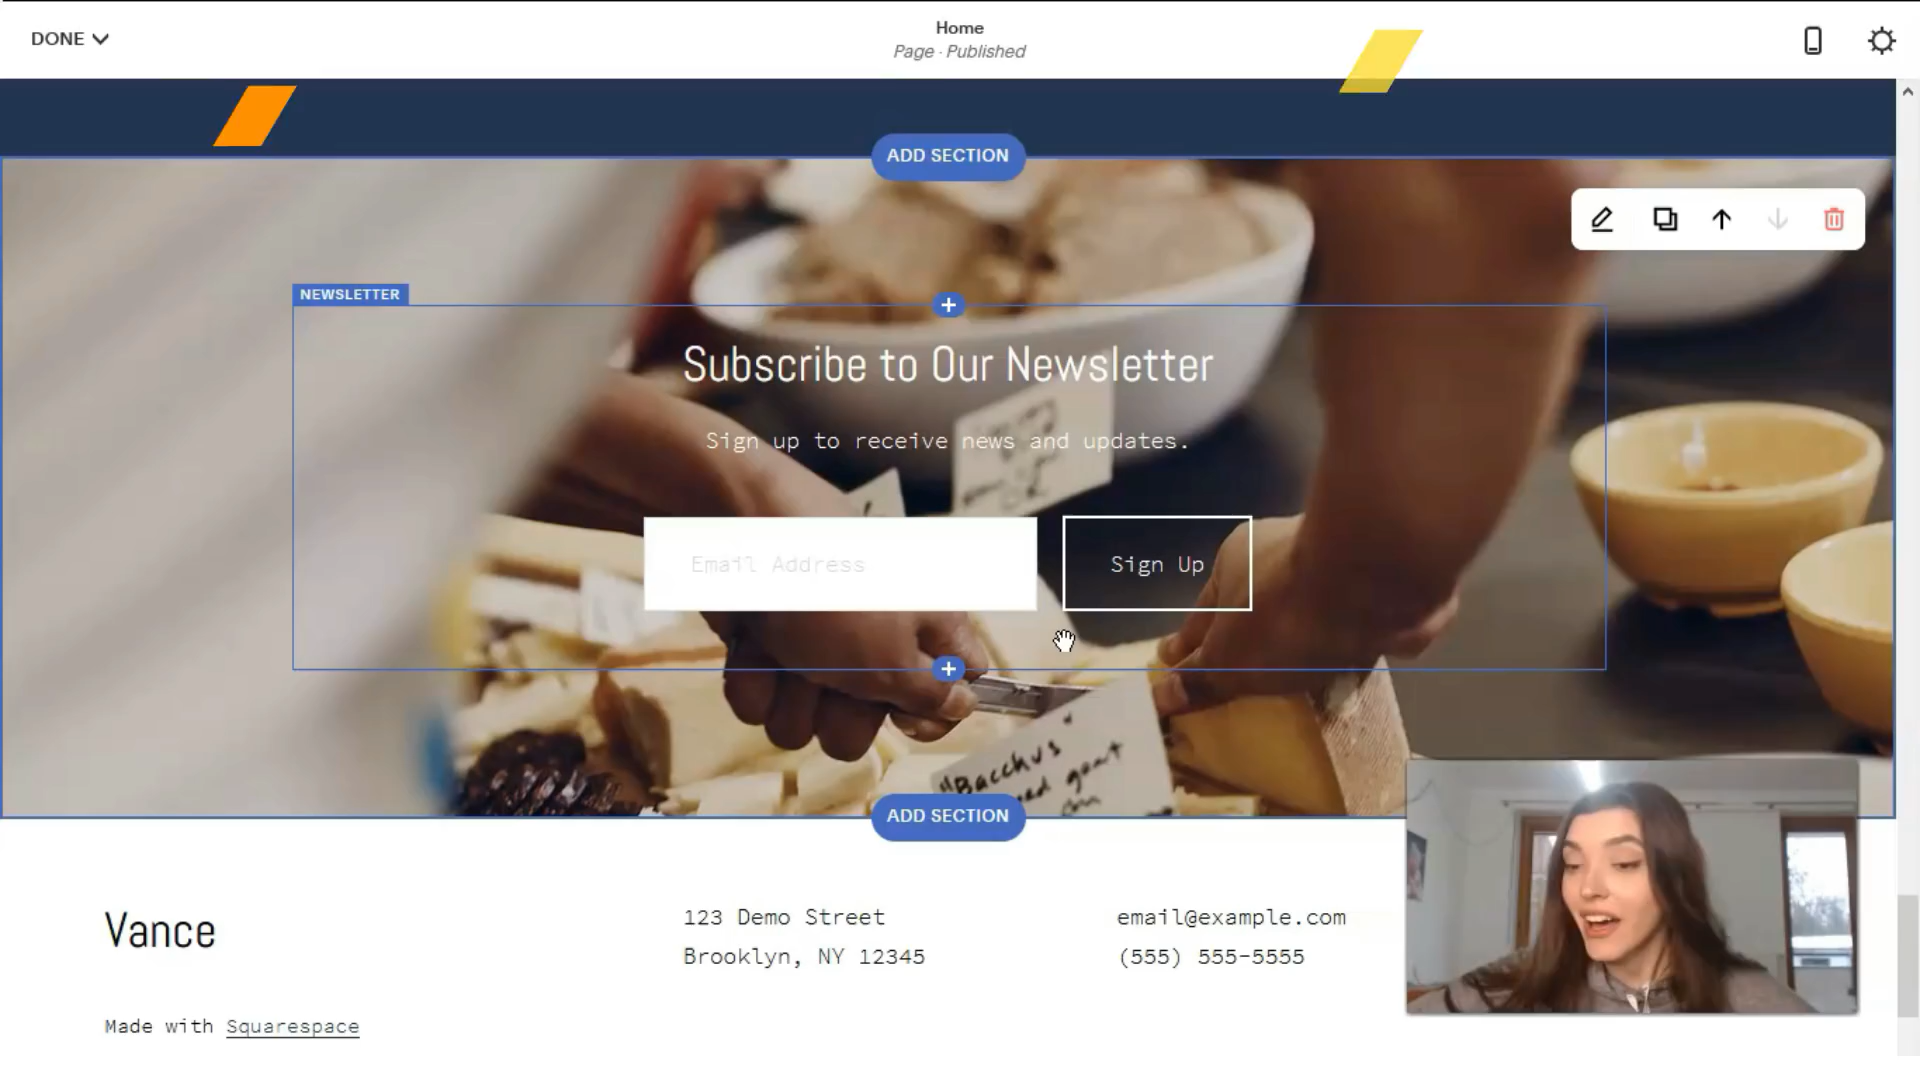 DONE
Home
Page · Published
ADD SECTION
NEWSLETTER
Subscribe to Our Newsletter
Sign up to receive news and updates.
Email Address
Sign Up
"Bacchus"
goat
ADD SECTION
Vance
123 Demo Street
Brooklyn, NY 12345
email@example.com
(555) 555-5555
Made with Squarespace